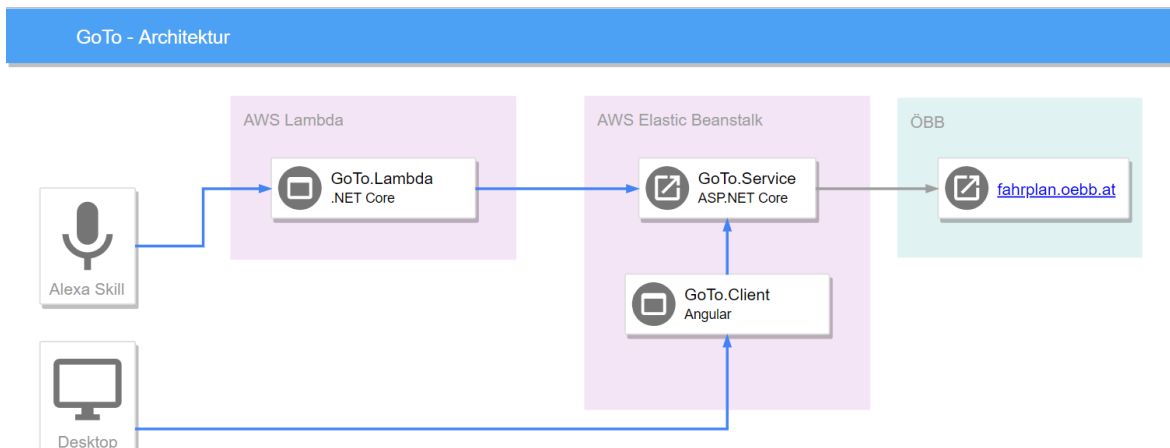 GoTo - Architektur
AWS Lambda
GoTo.Lambda
.NET Core
AWS Elastic Beanstalk
GoTo.Service
ASP.NET Core
GoTo.Client
Angular
ÖBB
fahrplan.oebb.at
Alexa Skill
Desktop